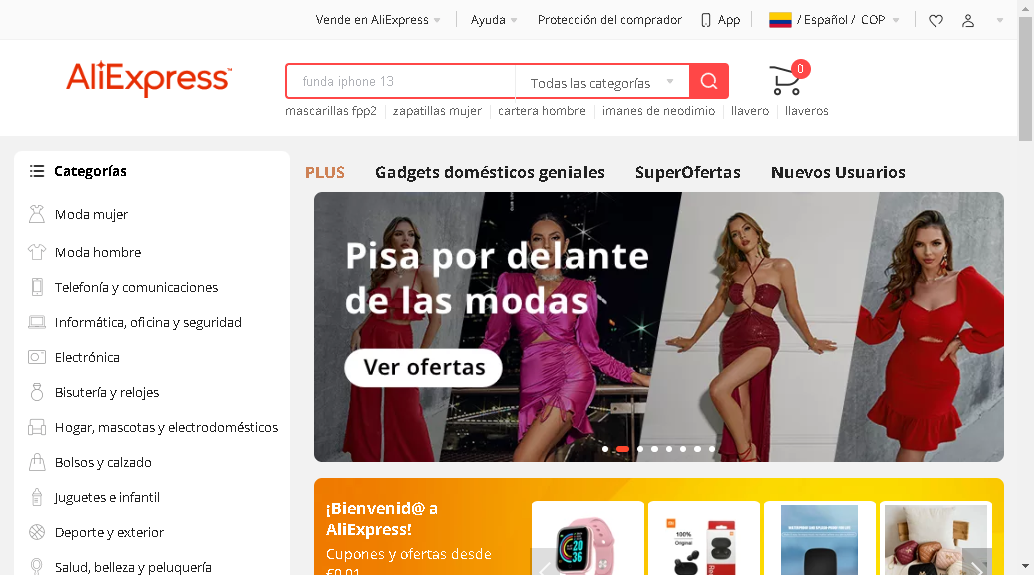 Vende en AliExpress
Ayuda
Protección del comprador
App
/ Español / COP
AliExpress
funda iphone 13
Todas las categorías
0
mascarillas fpp2
zapatillas mujer
cartera hombre
imanes de neodimio
llavero
llaveros
Categorías
Moda mujer
Moda hombre
Telefonía y comunicaciones
Informática, oficina y seguridad
Electrónica
Bisutería y relojes
Hogar, mascotas y electrodomésticos
Bolsos y calzado
Juguetes e infantil
Deporte y exterior
Salud, belleza y peluquería
PLUS
Gadgets domésticos geniales
SuperOfertas
Nuevos Usuarios
Pisa por delante
de las modas
Ver ofertas
¡Bienvenid@ a
AliExpress!
Cupones y ofertas desde
€0,01
100%
Original